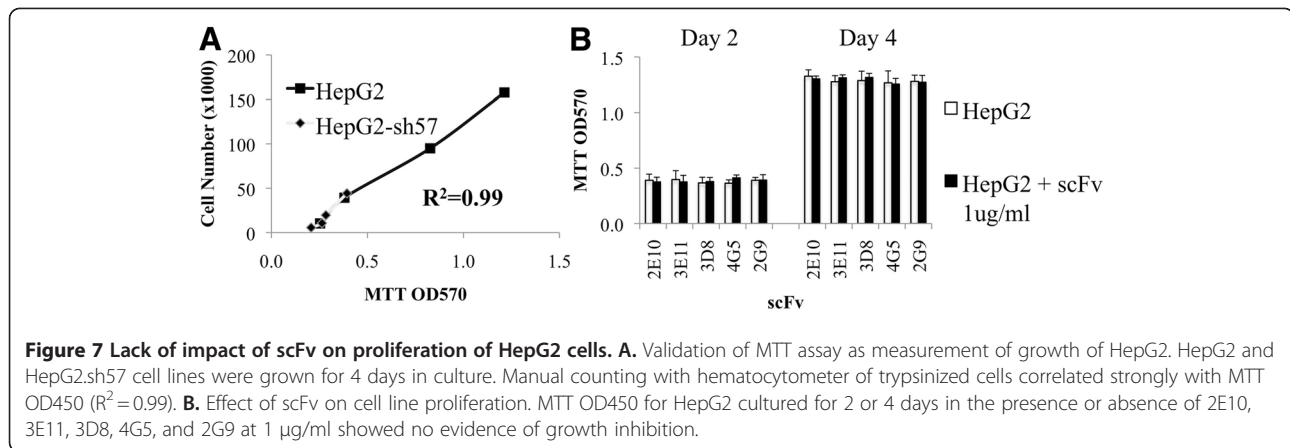 A
200
150
100
50
0
Cell Number (x1000)
HepG2
HepG2-sh57
R²=0.99
0.0 0.5 1.0 1.5
MTT OD570
B
Day 2 Day 4
1.5
1.0
0.5
0.0
MTT OD570
2E10 3E11 3D8 4G5 2G9 2E10 3E11 3D8 4G5 2G9
scFv
HepG2
HepG2 + scFv
1ug/ml
Figure 7 Lack of impact of scFv on proliferation of HepG2 cells. A. Validation of MTT assay as measurement of growth of HepG2. HepG2 and
HepG2.sh57 cell lines were grown for 4 days in culture. Manual counting with hematocytometer of trypsinized cells correlated strongly with MTT
OD450 (R² = 0.99). B. Effect of scFv on cell line proliferation. MTT OD450 for HepG2 cultured for 2 or 4 days in the presence or absence of 2E10,
3E11, 3D8, 4G5, and 2G9 at 1 μg/ml showed no evidence of growth inhibition.